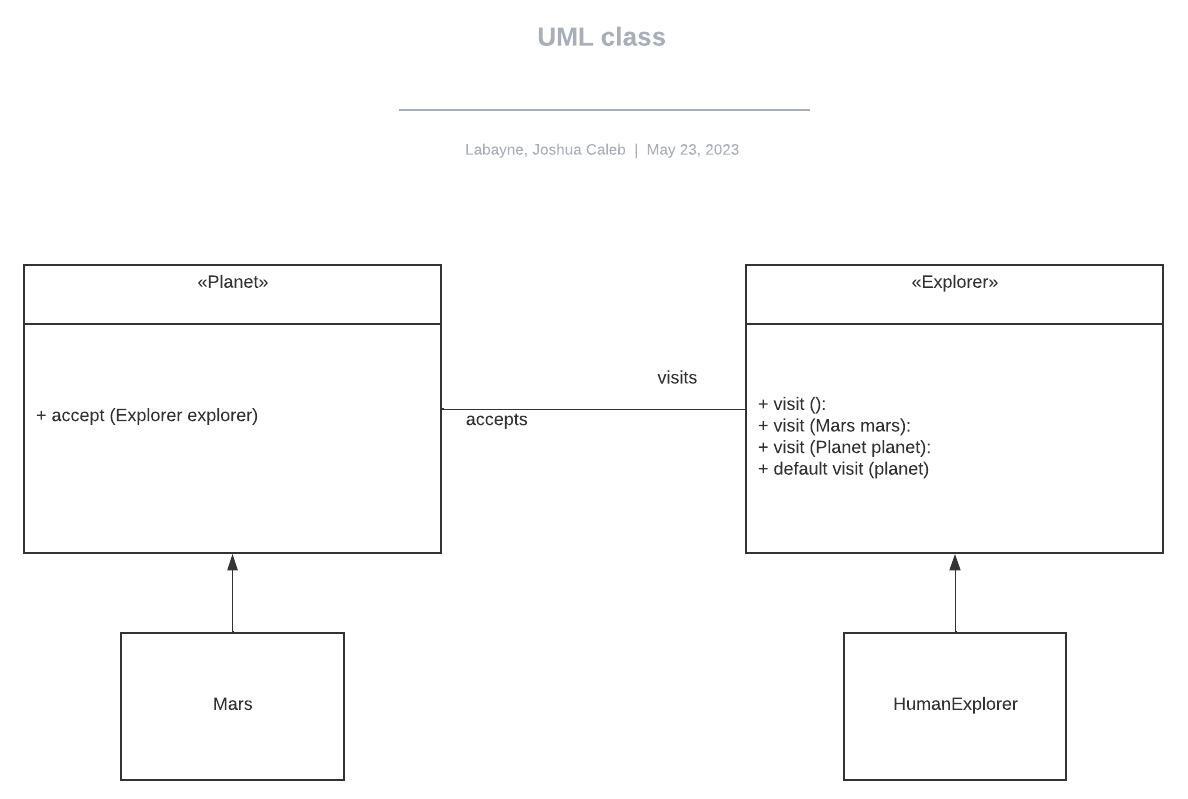 UML class
Labayne, Joshua Caleb | May 23, 2023
«Planet»
+ accept (Explorer explorer)
visits
accepts
«Explorer»
+ visit ():
+ visit (Mars mars):
+ visit (Planet planet):
+ default visit (planet)
Mars
HumanExplorer